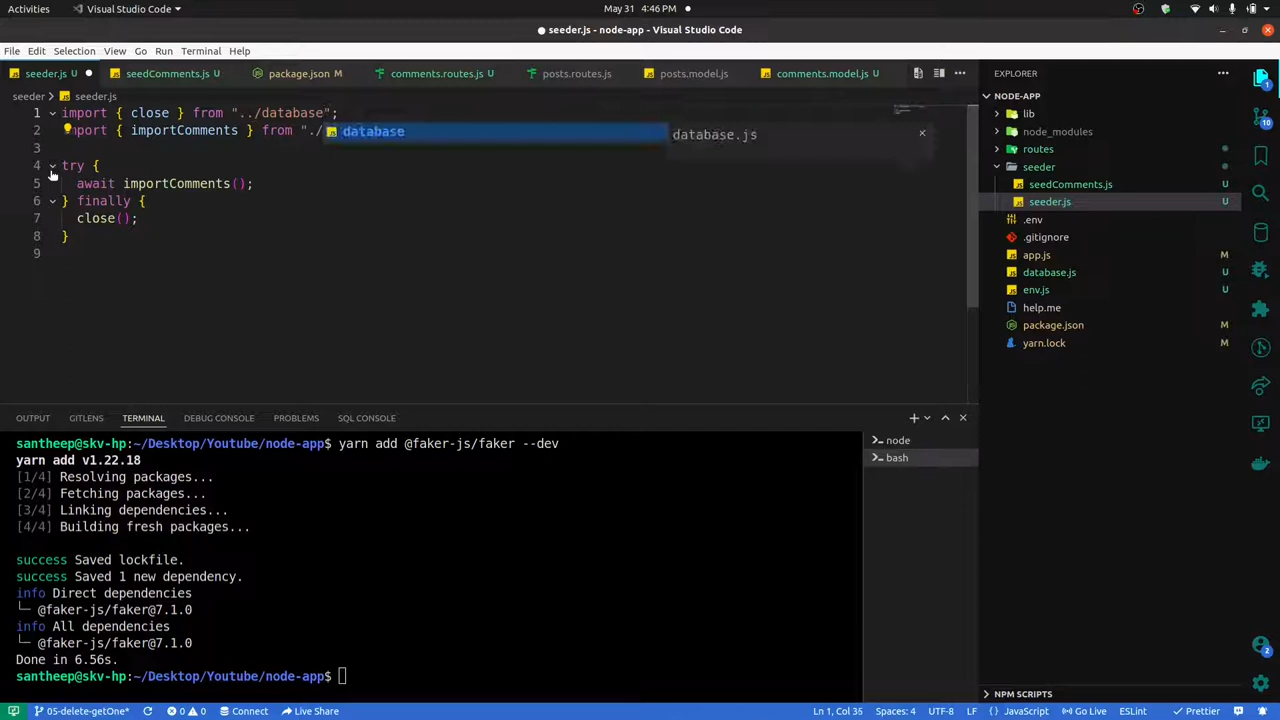 Activities
Visual Studio Code
May 31 4:46 PM
seeder.js - node-app - Visual Studio Code
File Edit Selection View Go Run Terminal Help
seeder.js U
seedComments.js U
package.json M
comments.routes.js U
posts.routes.js
posts.model.js
comments.model.js U
seeder > seeder.js
1 import { close } from "../database";
2 import { importComments } from "./
database
database.js
3
4 try {
5 await importComments();
6 } finally {
7 close();
8 }
9
EXPLORER
NODE-APP
lib
node_modules
routes
seeder
seedComments.js U
seeder.js U
.env
.gitignore
app.js M
database.js U
env.js U
help.me
package.json M
yarn.lock M
NPM SCRIPTS
10
2
OUTPUT GITLENS TERMINAL DEBUG CONSOLE PROBLEMS SQL CONSOLE
santheep@skv-hp:~/Desktop/Youtube/node-app$ yarn add @faker-js/faker --dev
yarn add v1.22.18
[1/4] Resolving packages...
[2/4] Fetching packages...
[3/4] Linking dependencies...
[4/4] Building fresh packages...
success Saved lockfile.
success Saved 1 new dependency.
info Direct dependencies
└─ @faker-js/faker@7.1.0
info All dependencies
└─ @faker-js/faker@7.1.0
Done in 6.56s.
santheep@skv-hp:~/Desktop/Youtube/node-app$
node
bash
05-delete-getOne* 0 0 Connect Live Share
Ln 1, Col 35 Spaces: 4 UTF-8 LF JavaScript Go Live ESLint Prettier